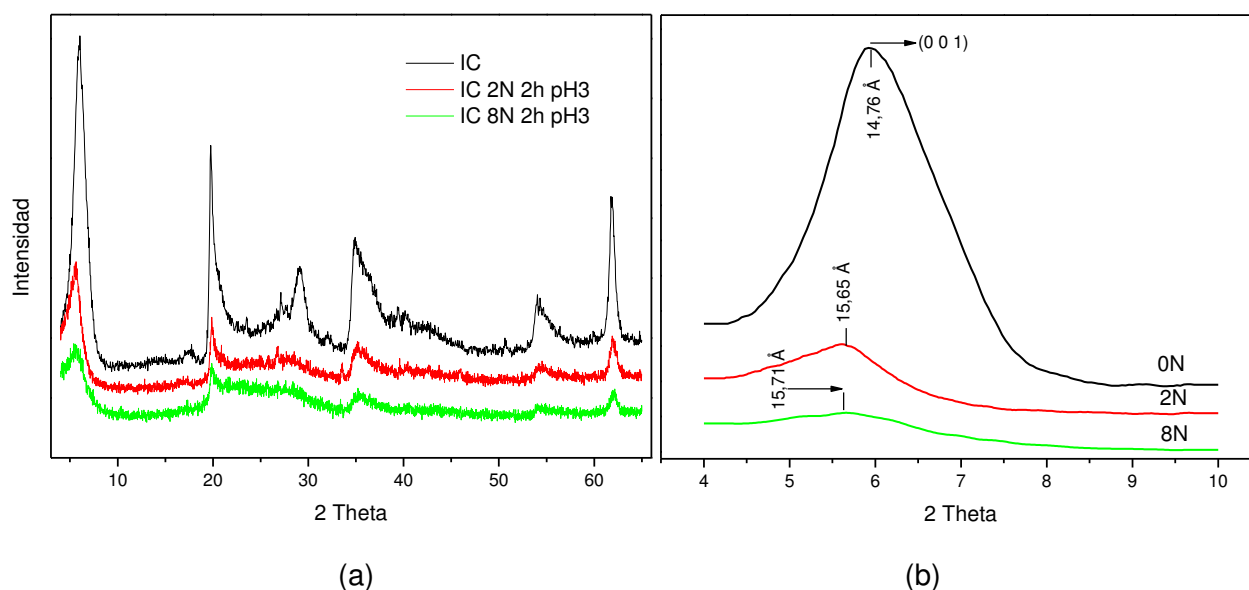 Intensidad
IC
IC 2N 2h pH3
IC 8N 2h pH3
10 20 30 40 50 60
2 Theta
(a)
(0 0 1)
14,76 Å
15,65 Å
15,71 Å
0N
2N
8N
4 5 6 7 8 9 10
2 Theta
(b)